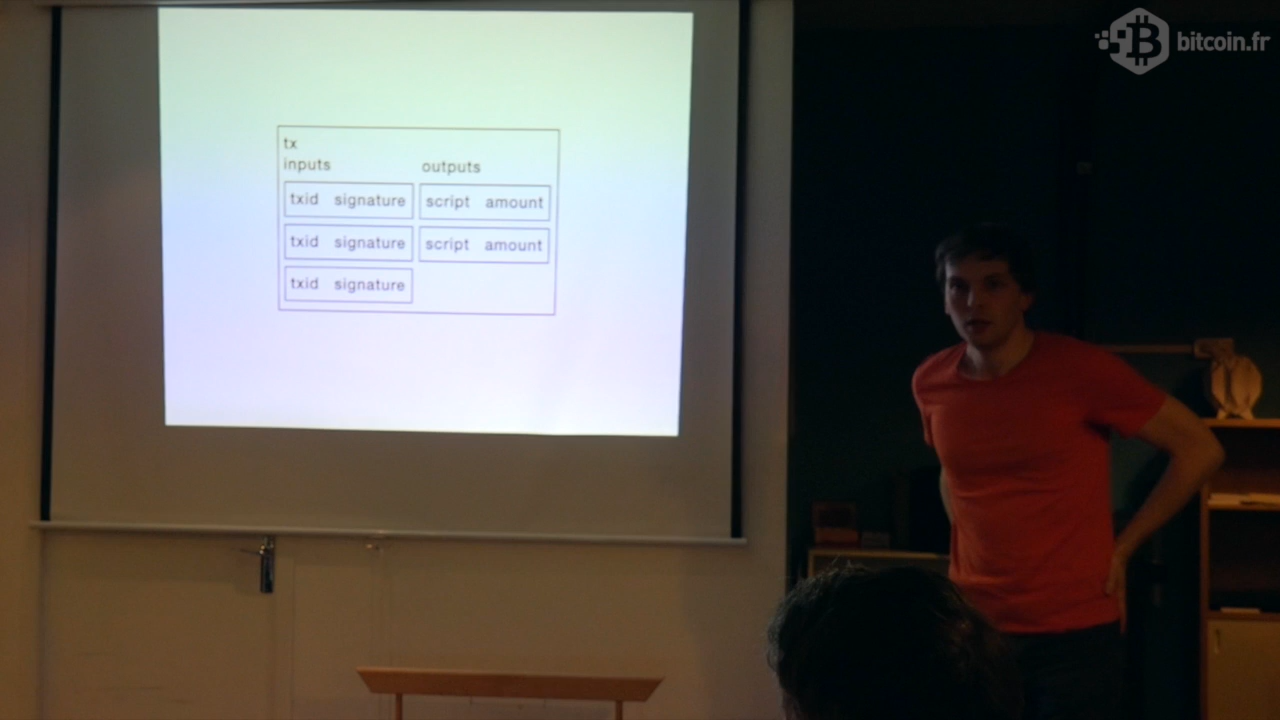 bitcoin.fr
tx
inputs outputs
txid signature script amount
txid signature script amount
txid signature